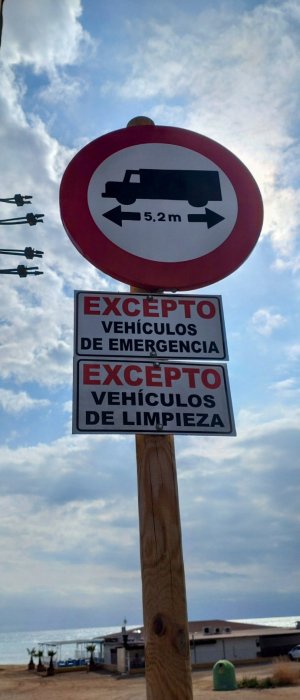 5,2 m
EXCEPTO
VEHÍCULOS
DE EMERGENCIA
EXCEPTO
VEHÍCULOS
DE LIMPIEZA